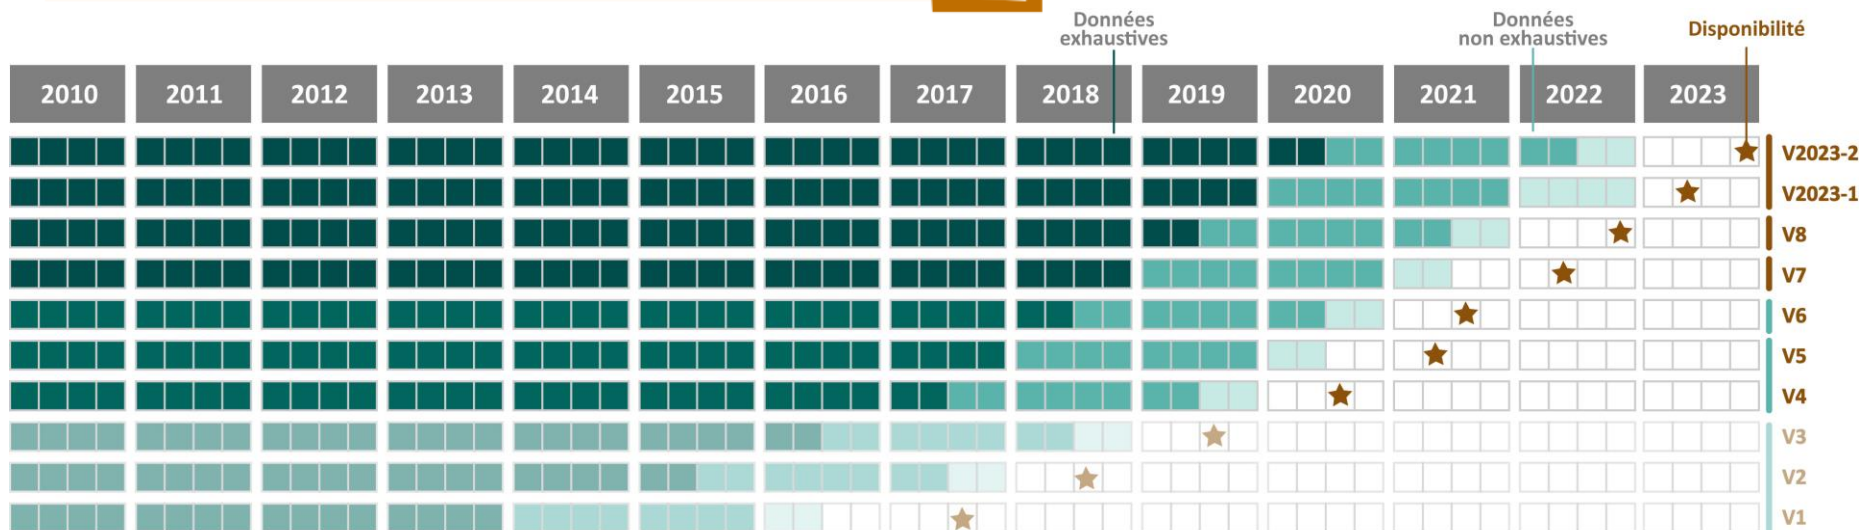 Données
exhaustives
Données
non exhaustives
Disponibilité
2010 2011 2012 2013 2014 2015 2016 2017 2018 2019 2020 2021 2022 2023
V2023-2
V2023-1
V8
V7
V6
V5
V4
V3
V2
V1